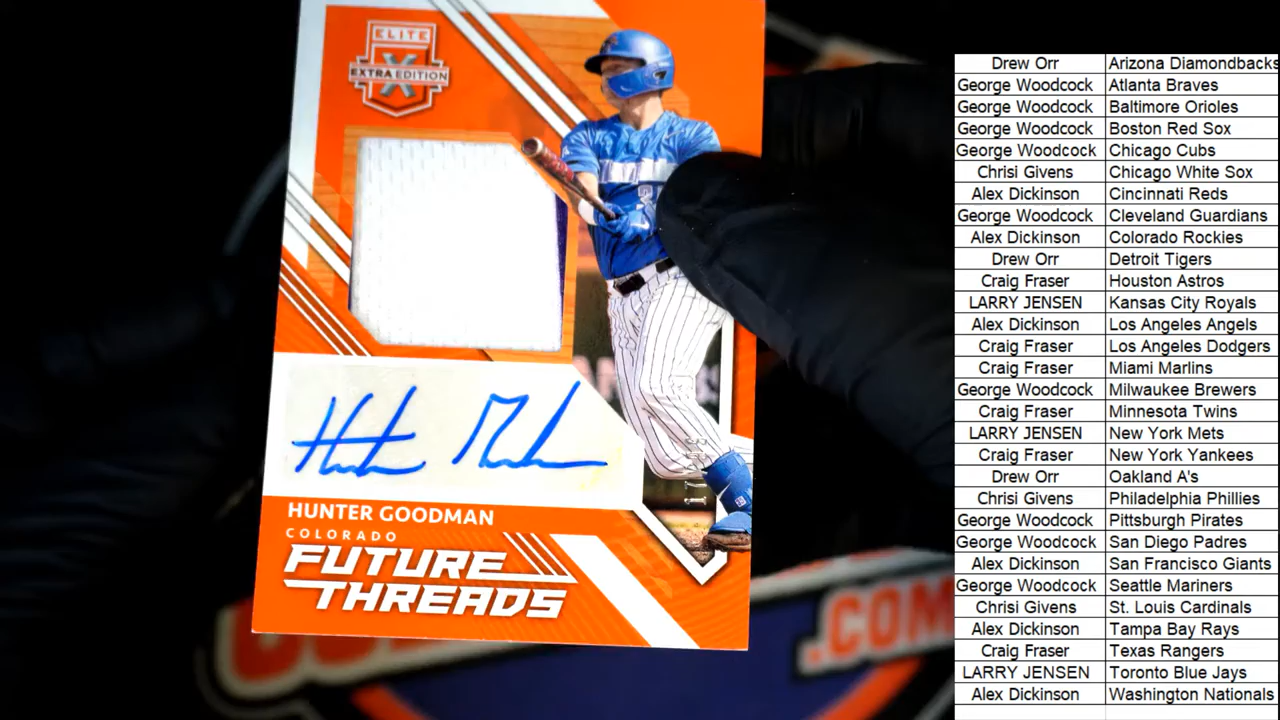 ELITE
X
EXTRA EDITION
Hunter Goodman
HUNTER GOODMAN
COLORADO
FUTURE
THREADS
.COM
Drew Orr Arizona Diamondbacks
George Woodcock Atlanta Braves
George Woodcock Baltimore Orioles
George Woodcock Boston Red Sox
George Woodcock Chicago Cubs
Chrisi Givens Chicago White Sox
Alex Dickinson Cincinnati Reds
George Woodcock Cleveland Guardians
Alex Dickinson Colorado Rockies
Drew Orr Detroit Tigers
Craig Fraser Houston Astros
LARRY JENSEN Kansas City Royals
Alex Dickinson Los Angeles Angels
Craig Fraser Los Angeles Dodgers
Craig Fraser Miami Marlins
George Woodcock Milwaukee Brewers
Craig Fraser Minnesota Twins
LARRY JENSEN New York Mets
Craig Fraser New York Yankees
Drew Orr Oakland A's
Chrisi Givens Philadelphia Phillies
George Woodcock Pittsburgh Pirates
George Woodcock San Diego Padres
Alex Dickinson San Francisco Giants
George Woodcock Seattle Mariners
Chrisi Givens St. Louis Cardinals
Alex Dickinson Tampa Bay Rays
Craig Fraser Texas Rangers
LARRY JENSEN Toronto Blue Jays
Alex Dickinson Washington Nationals